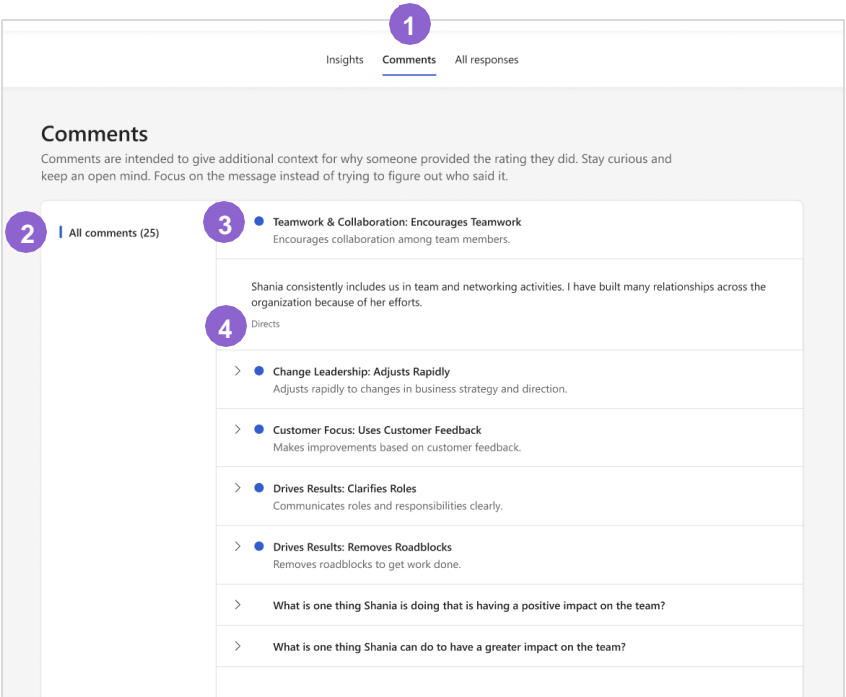 1
Insights Comments All responses
Comments
Comments are intended to give additional context for why someone provided the rating they did. Stay curious and
keep an open mind. Focus on the message instead of trying to figure out who said it.
2
All comments (25)
3
Teamwork & Collaboration: Encourages Teamwork
Encourages collaboration among team members.
Shania consistently includes us in team and networking activities. I have built many relationships across the
organization because of her efforts.
4
Directs
Change Leadership: Adjusts Rapidly
Adjusts rapidly to changes in business strategy and direction.
Customer Focus: Uses Customer Feedback
Makes improvements based on customer feedback.
Drives Results: Clarifies Roles
Communicates roles and responsibilities clearly.
Drives Results: Removes Roadblocks
Removes roadblocks to get work done.
What is one thing Shania is doing that is having a positive impact on the team?
What is one thing Shania can do to have a greater impact on the team?